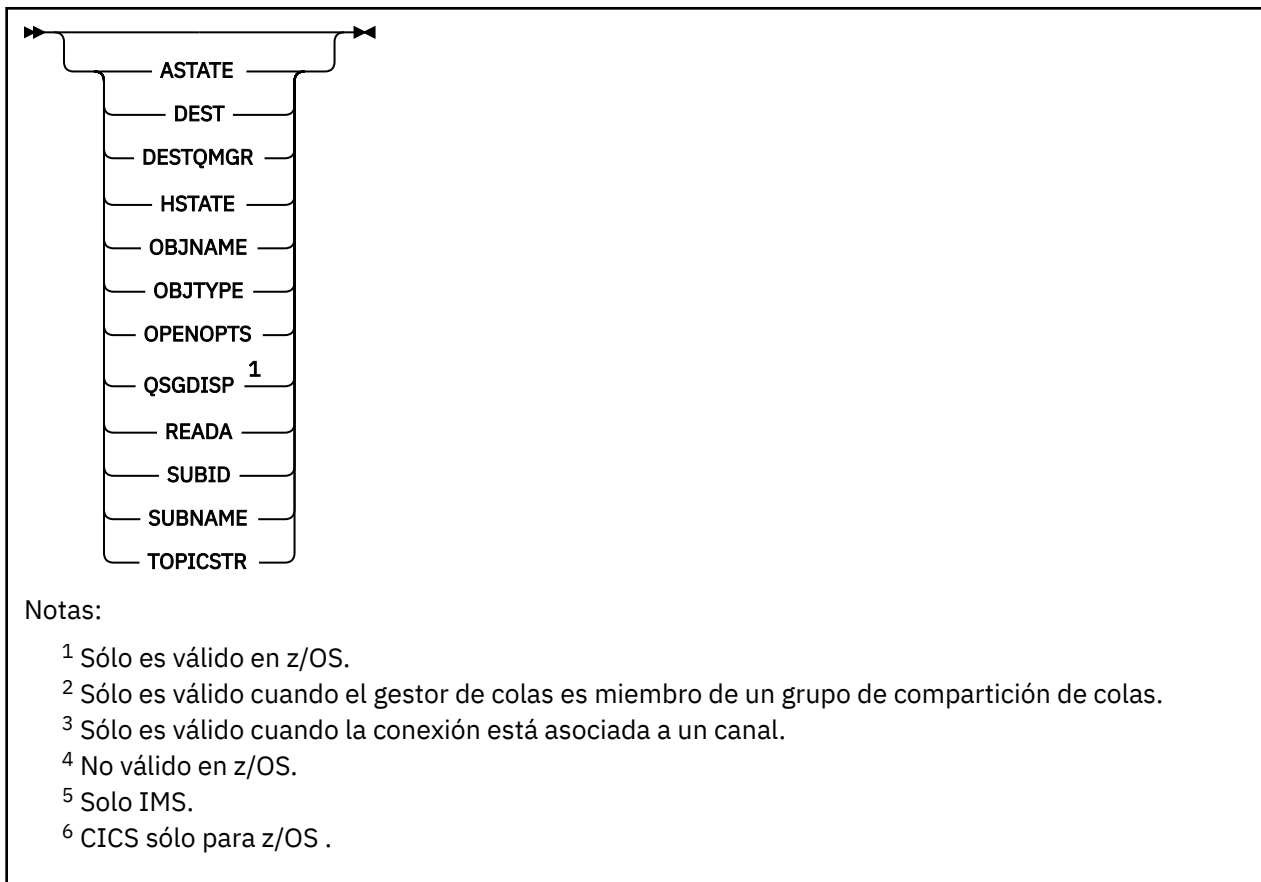 ASTATE
DEST
DESTQMGR
HSTATE
OBJNAME
OBJTYPE
OPENOPTS
QSGDISP 1
READA
SUBID
SUBNAME
TOPICSTR
Notas:
1 Sólo es válido en z/OS.
2 Sólo es válido cuando el gestor de colas es miembro de un grupo de compartición de colas.
3 Sólo es válido cuando la conexión está asociada a un canal.
4 No válido en z/OS.
5 Solo IMS.
6 CICS sólo para z/OS .